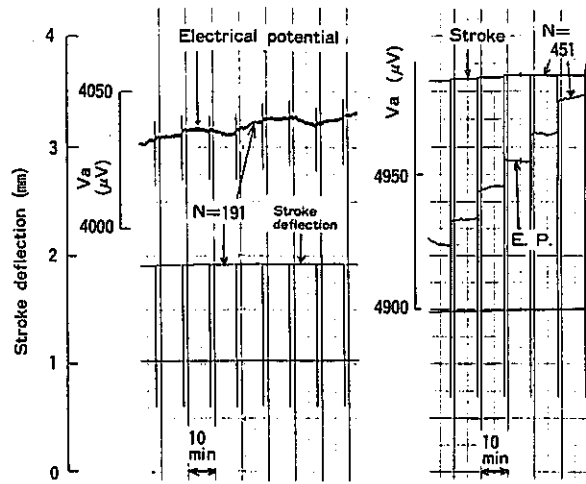 Stroke deflection (mm)
4
3
2
1
0
Va (μV)
4050
4000
Electrical potential
N=191
Stroke
deflection
10
min
Va (μV)
4950
4900
Stroke
N=
451
E. P.
10
min